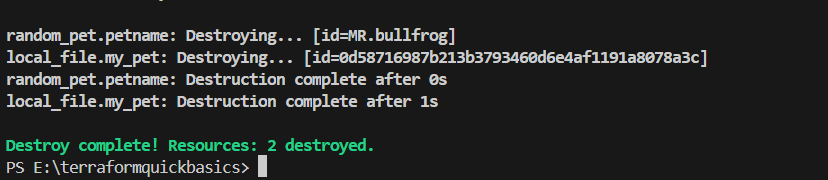 random_pet.petname: Destroying... [id=MR.bullfrog]
local_file.my_pet: Destroying... [id=0d58716987b213b3793460d6e4af1191a8078a3c]
random_pet.petname: Destruction complete after 0s
local_file.my_pet: Destruction complete after 1s
Destroy complete! Resources: 2 destroyed.
PS E:\terraformquickbasics>